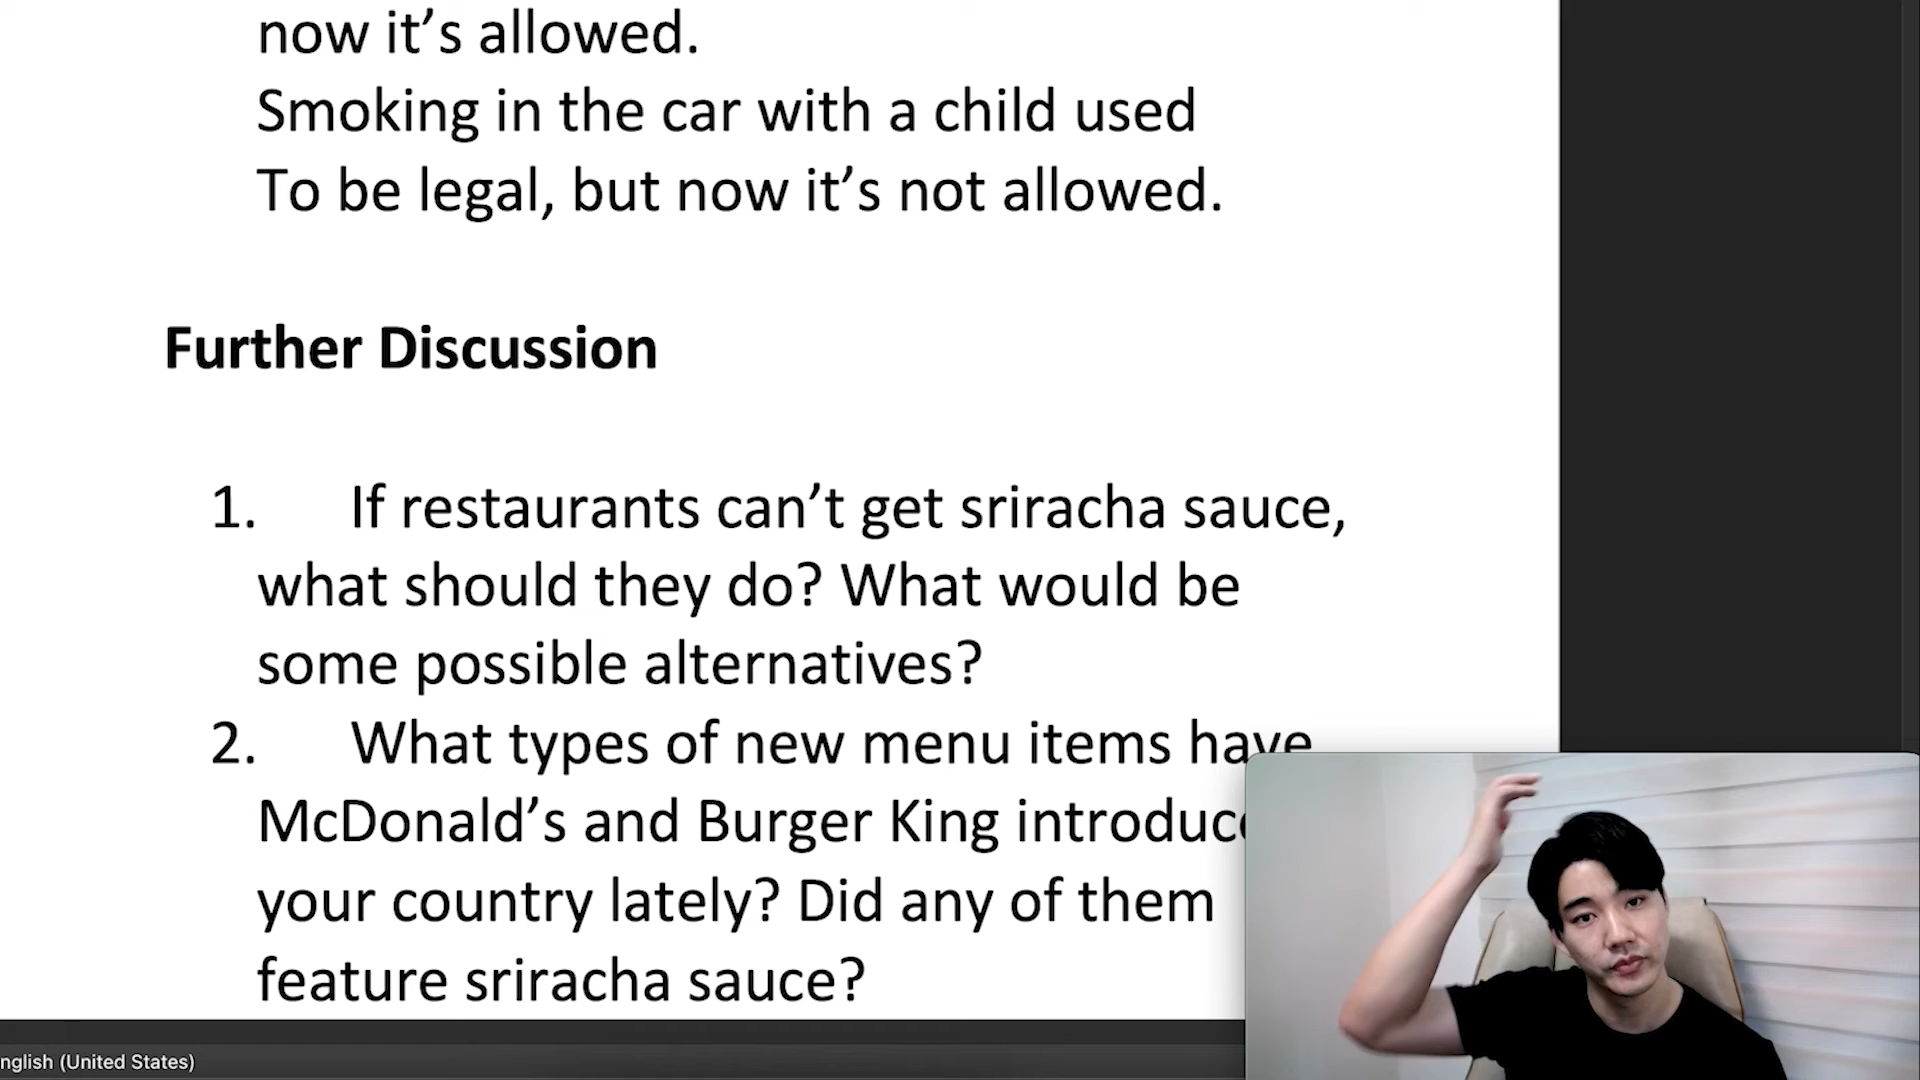 now it’s allowed.
Smoking in the car with a child used
To be legal, but now it’s not allowed.
Further Discussion
1. If restaurants can’t get sriracha sauce,
what should they do? What would be
some possible alternatives?
2. What types of new menu items have
McDonald’s and Burger King introduc
your country lately? Did any of them
feature sriracha sauce?
nglish (United States)